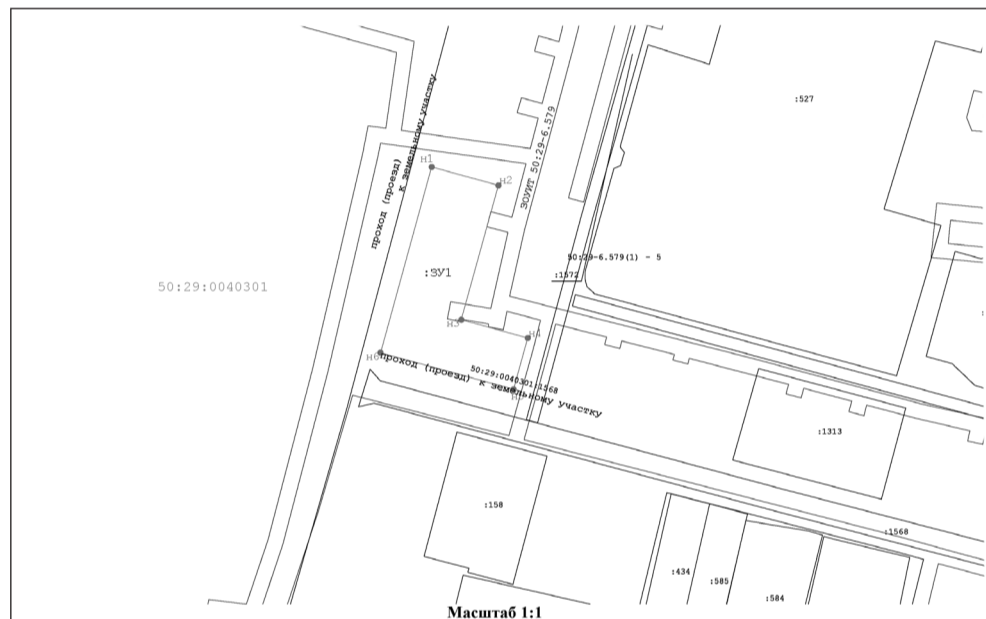 :527
проход (проезд)
к земельному участку
н1
н2
ЗОУИТ 50:29-6.579
50:29-6.579(1) - 5
:1572
:ЗУ1
50:29:0040301
н3
н4
н6
проход (проезд) к земельному участку
50:29:0040301:1568
:1313
:158
:1568
:434
:585
:584
Масштаб 1:1